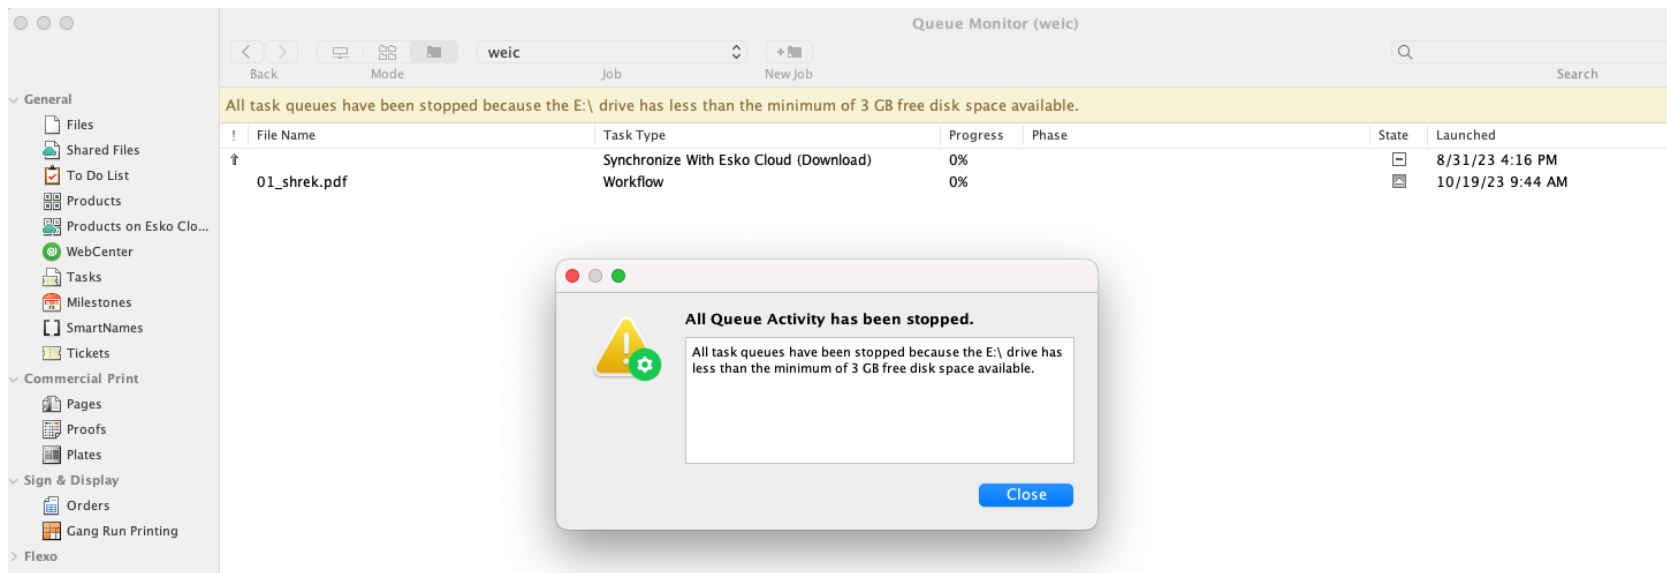 Queue Monitor (weic)
weic
Back
Mode
Job
New Job
Search
General
Files
Shared Files
To Do List
Products
Products on Esko Clo...
WebCenter
Tasks
Milestones
SmartNames
Tickets
Commercial Print
Pages
Proofs
Plates
Sign & Display
Orders
Gang Run Printing
Flexo
All task queues have been stopped because the E:\ drive has less than the minimum of 3 GB free disk space available.
! File Name Task Type Progress Phase State Launched
Synchronize With Esko Cloud (Download) 0% 8/31/23 4:16 PM
01_shrek.pdf Workflow 0% 10/19/23 9:44 AM
All Queue Activity has been stopped.
All task queues have been stopped because the E:\ drive has
less than the minimum of 3 GB free disk space available.
Close